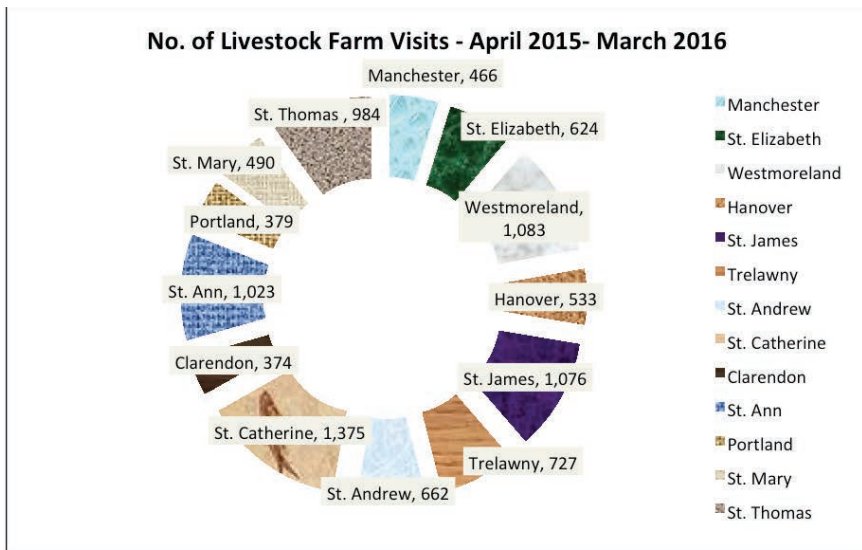 No. of Livestock Farm Visits - April 2015- March 2016
Manchester, 466
St. Elizabeth, 624
Westmoreland,
1,083
Hanover, 533
St. James, 1,076
Trelawny, 727
St. Andrew, 662
St. Catherine, 1,375
Clarendon, 374
St. Ann, 1,023
Portland, 379
St. Mary, 490
St. Thomas , 984
Manchester
St. Elizabeth
Westmoreland
Hanover
St. James
Trelawny
St. Andrew
St. Catherine
Clarendon
St. Ann
Portland
St. Mary
St. Thomas